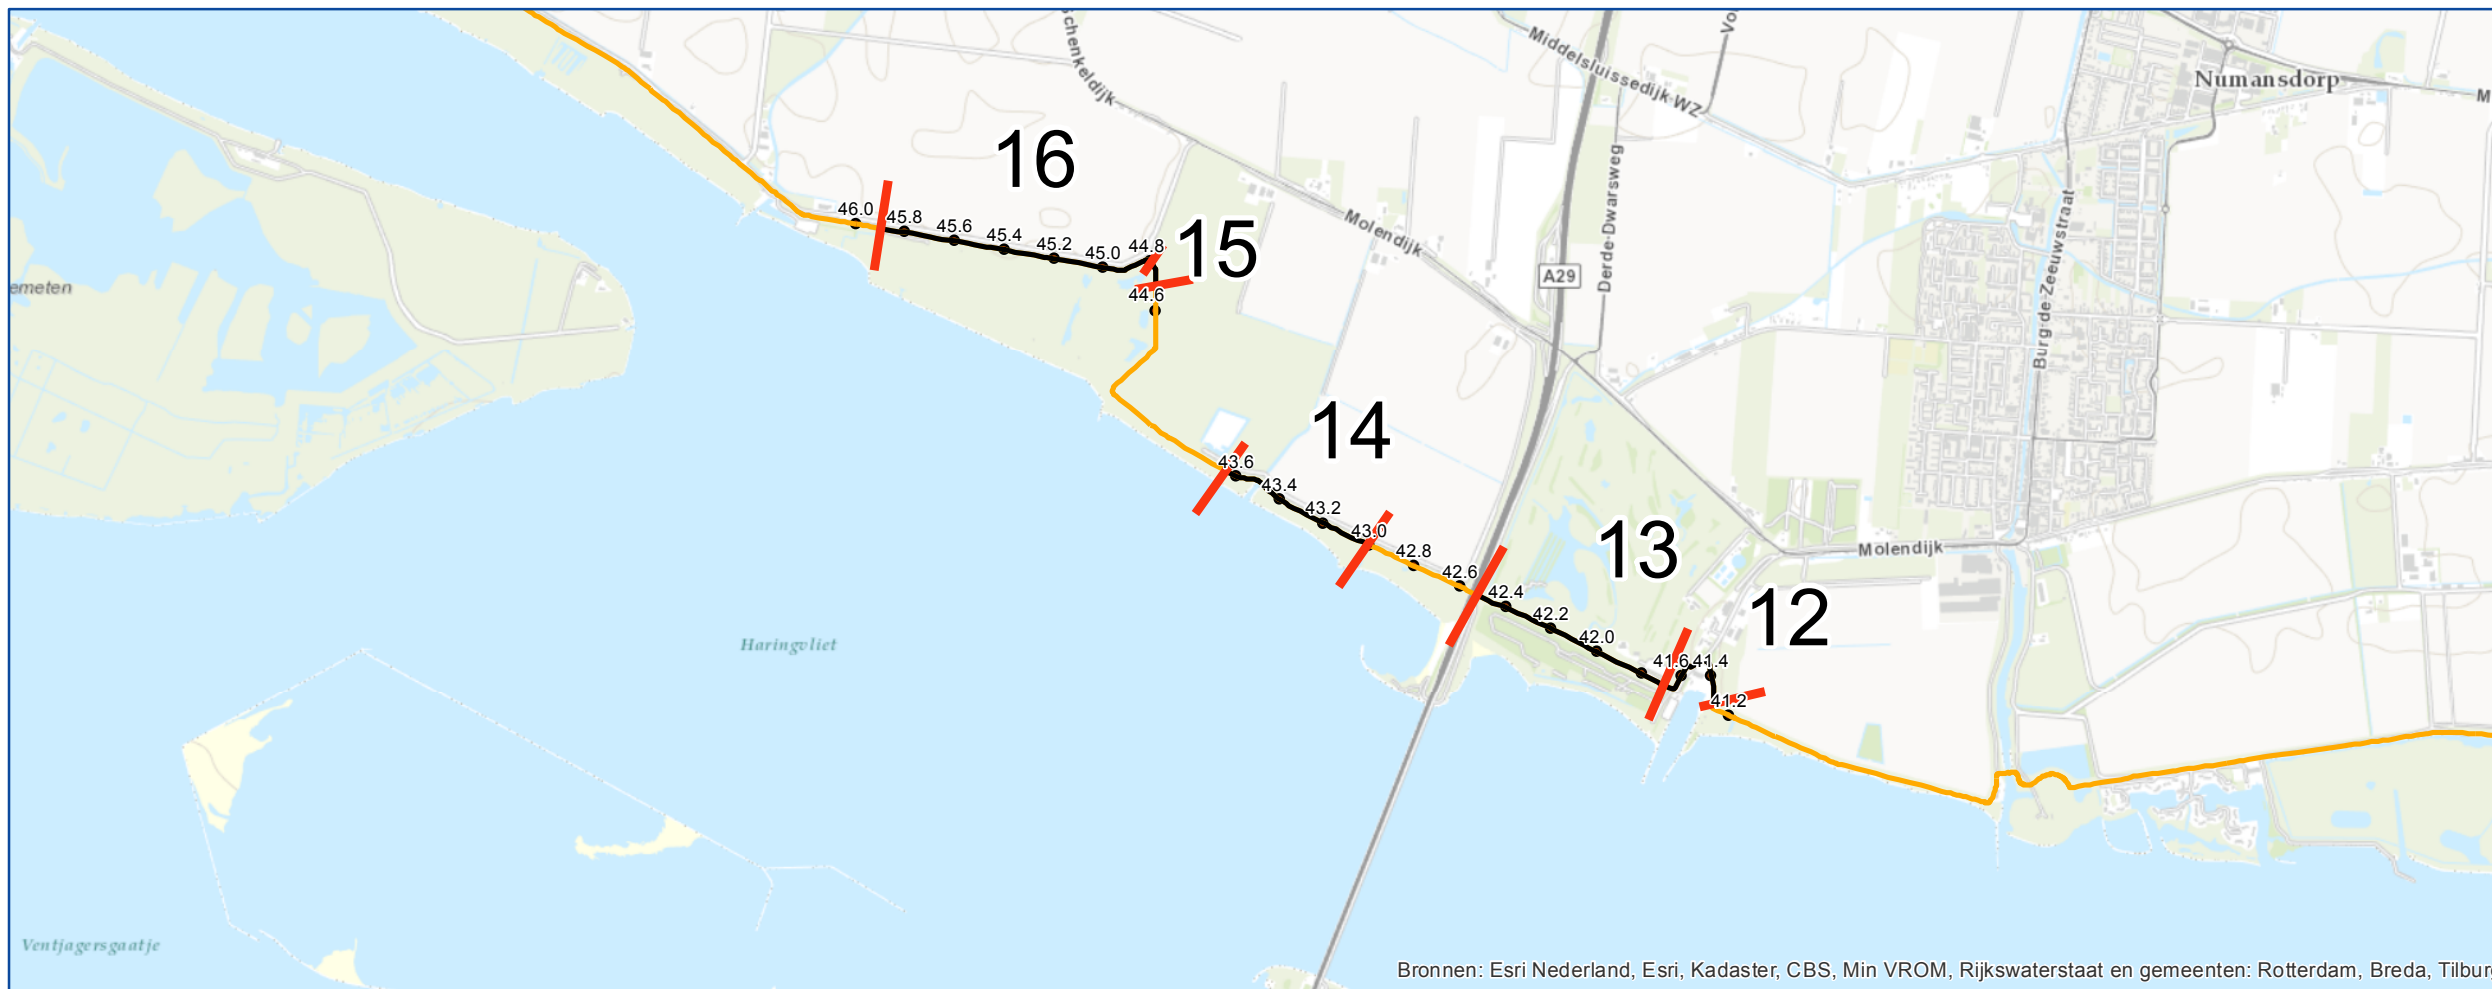 Schenkeldijk
Middelsluissedijk WZ
Numansdorp
16
46.0
45.8
45.6
45.4
45.2
45.0
44.8
15
44.6
Molendijk
A29
Derde Dwarsweg
Burg de Zeeuwstraat
emeten
14
43.6
43.4
43.2
43.0
42.8
42.6
13
42.4
42.2
42.0
Molendijk
12
41.6
41.4
41.2
Haringvliet
Ventjagersgaatje
Bronnen: Esri Nederland, Esri, Kadaster, CBS, Min VROM, Rijkswaterstaat en gemeenten: Rotterdam, Breda, Tilburg